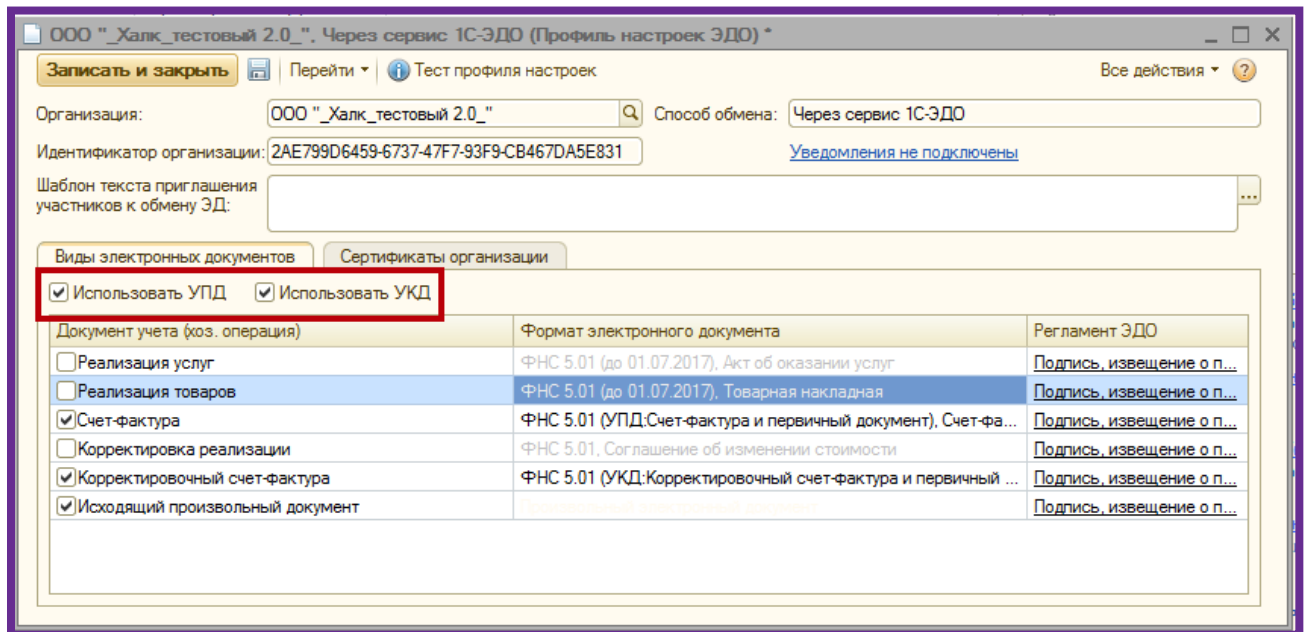 ООО "_Халк_тестовый 2.0_", Через сервис 1С-ЭДО (Профиль настроек ЭДО) *
Записать и закрыть Перейти Тест профиля настроек Все действия
Организация: ООО "_Халк_тестовый 2.0_" Способ обмена: Через сервис 1С-ЭДО
Идентификатор организации: 2AE799D6459-6737-47F7-93F9-CB467DA5E831 Уведомления не подключены
Шаблон текста приглашения
участников к обмену ЭД: ...
Виды электронных документов Сертификаты организации
Использовать УПД Использовать УКД
Документ учета (хоз. операция) Формат электронного документа Регламент ЭДО
Реализация услуг ФНС 5.01 (до 01.07.2017), Акт об оказании услуг Подпись, извещение о п...
Реализация товаров ФНС 5.01 (до 01.07.2017), Товарная накладная Подпись, извещение о п...
Счет-фактура ФНС 5.01 (УПД:Счет-фактура и первичный документ), Счет-фа... Подпись, извещение о п...
Корректировка реализации ФНС 5.01, Соглашение об изменении стоимости Подпись, извещение о п...
Корректировочный счет-фактура ФНС 5.01 (УКД:Корректировочный счет-фактура и первичный ... Подпись, извещение о п...
Исходящий произвольный документ Подпись, извещение о п...